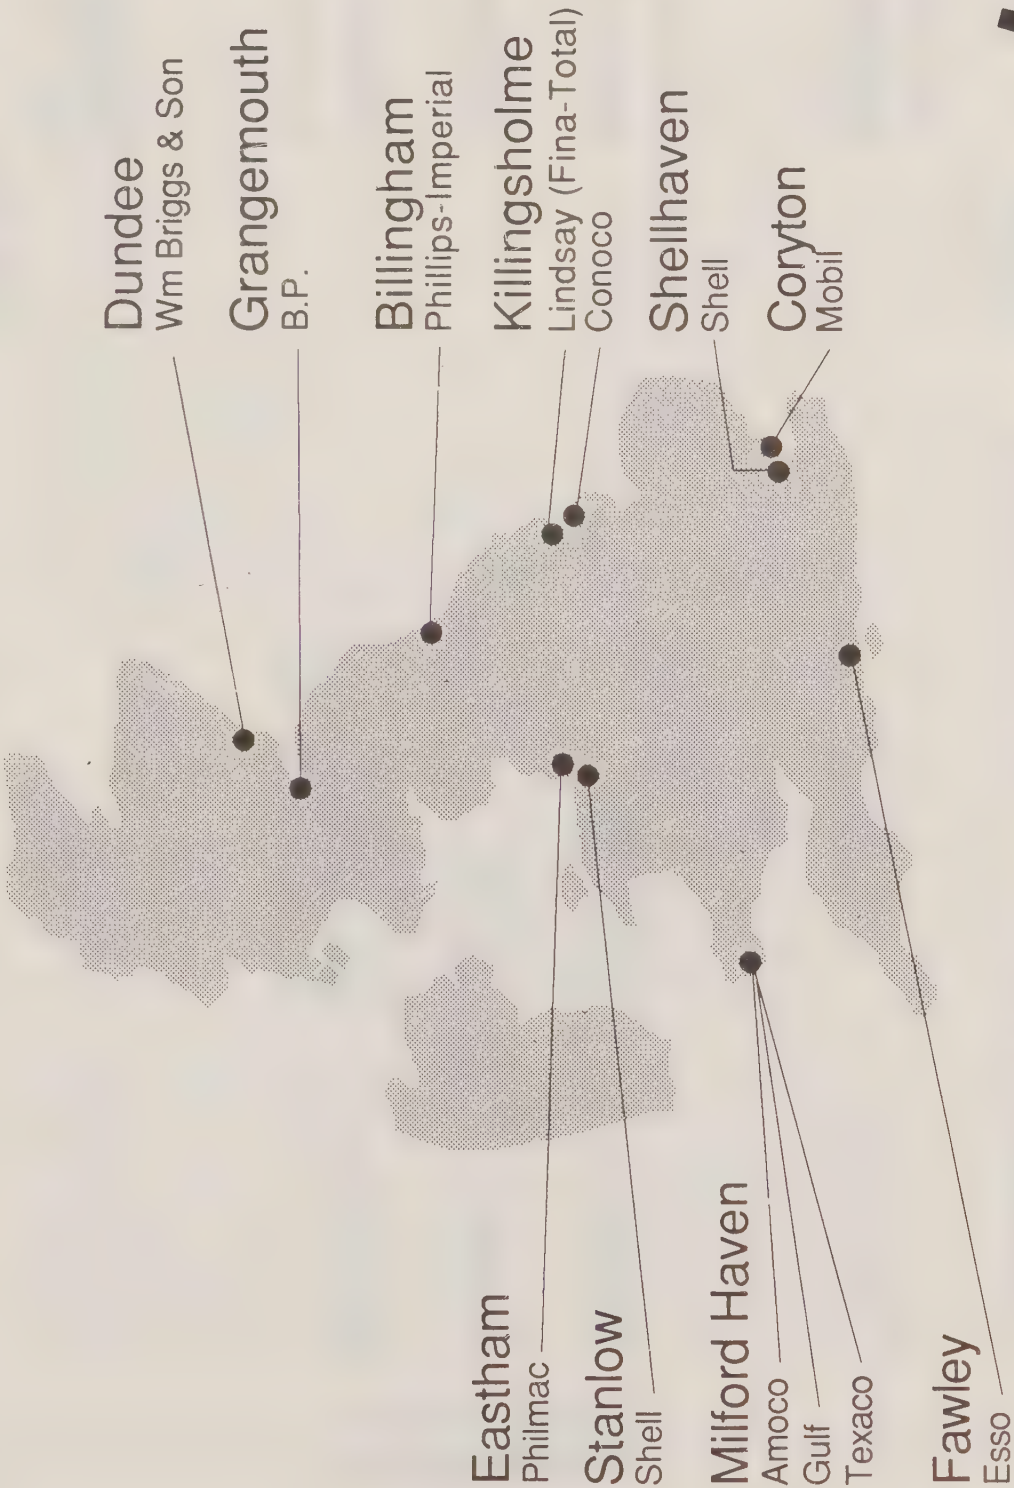 Dundee
Wm Briggs & Son
Grangemouth
B.P.
Billingham
Phillips-Imperial
Killingsholme
Lindsay (Fina-Total)
Conoco
Shellhaven
Shell
Coryton
Mobil
Eastham
Philmac
Stanlow
Shell
Milford Haven
Amoco
Gulf
Texaco
Fawley
Esso